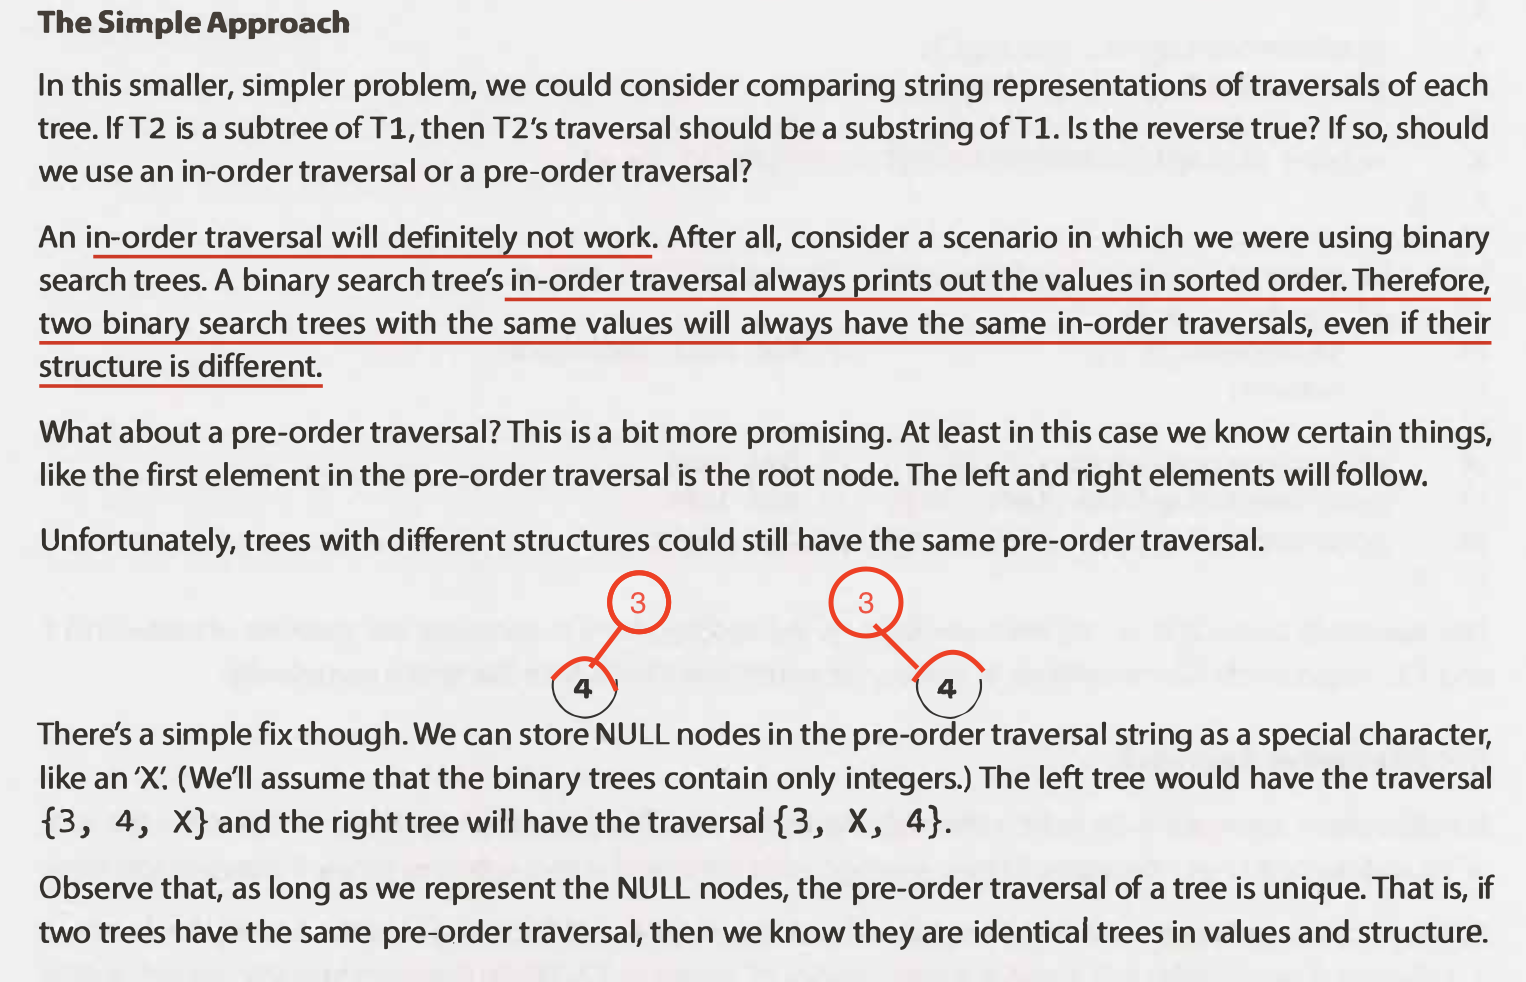 The Simple Approach
In this smaller, simpler problem, we could consider comparing string representations of traversals of each
tree. If T2 is a subtree of T1, then T2's traversal should be a substring of T1. Is the reverse true? If so, should
we use an in-order traversal or a pre-order traversal?
An in-order traversal will definitely not work. After all, consider a scenario in which we were using binary
search trees. A binary search tree's in-order traversal always prints out the values in sorted order. Therefore,
two binary search trees with the same values will always have the same in-order traversals, even if their
structure is different.
What about a pre-order traversal? This is a bit more promising. At least in this case we know certain things,
like the first element in the pre-order traversal is the root node. The left and right elements will follow.
Unfortunately, trees with different structures could still have the same pre-order traversal.
3 3
4 4
There's a simple fix though. We can store NULL nodes in the pre-order traversal string as a special character,
like an 'X'. (We'll assume that the binary trees contain only integers.) The left tree would have the traversal
{3, 4, X} and the right tree will have the traversal {3, X, 4}.
Observe that, as long as we represent the NULL nodes, the pre-order traversal of a tree is unique. That is, if
two trees have the same pre-order traversal, then we know they are identical trees in values and structure.